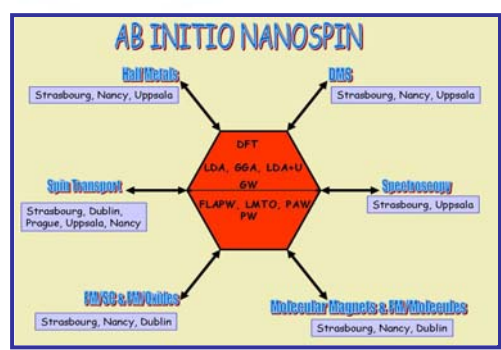 AB INITIO NANOSPIN
Half Metals
Strasbourg, Nancy, Uppsala
DMS
Strasbourg, Nancy, Uppsala
DFT
LDA, GGA, LDA+U
GW
FLAPW, LMTO, PAW
PW
Spin Transport
Strasbourg, Dublin,
Prague, Uppsala, Nancy
Spectroscopy
Strasbourg, Uppsala
FM/SC & FM/Oxides
Strasbourg, Nancy, Dublin
Molecular Magnets & FM/Molecules
Strasbourg, Nancy, Dublin